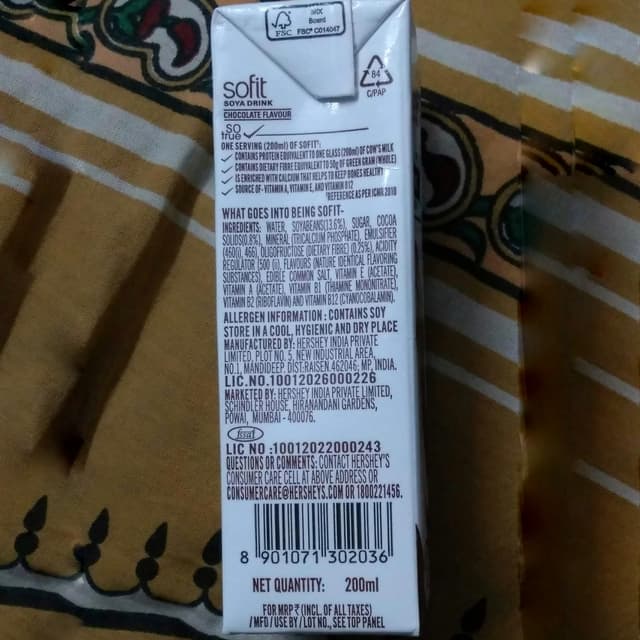 MIX
Board
FSC FSC® C014047
84
C/PAP
sofit
SOYA DRINK
CHOCOLATE FLAVOUR
SO
true
ONE SERVING (200ml) OF SOFIT*:
CONTAINS PROTEIN EQUIVALENT TO ONE GLASS (200ml) OF COW'S MILK
CONTAINS DIETARY FIBRE EQUIVALENT TO 50g OF GREEN GRAM (WHOLE)
ENRICHED WITH CALCIUM THAT HELPS TO KEEP BONES HEALTHY
SOURCE OF- VITAMIN A, VITAMIN E, AND VITAMIN B12
*REFERENCE AS PER ICMR 2010
WHAT GOES INTO BEING SOFIT-
INGREDIENTS: WATER, SOYABEANS(13.6%), SUGAR, COCOA
SOLIDS(0.8%), MINERAL (TRICALCIUM PHOSPHATE), EMULSIFIER
(460(i), 466), OLIGOFRUCTOSE (DIETARY FIBRE) (0.25%), ACIDITY
REGULATOR (500 (ii), FLAVOUR (NATURE IDENTICAL FLAVORING
SUBSTANCES), EDIBLE COMMON SALT, VITAMIN E (ACETATE),
VITAMIN A (ACETATE), VITAMIN B1 (THIAMINE MONONITRATE),
VITAMIN B2 (RIBOFLAVIN) AND VITAMIN B12 (CYANOCOBALAMIN).
ALLERGEN INFORMATION : CONTAINS SOY
STORE IN A COOL, HYGIENIC AND DRY PLACE
MANUFACTURED BY: HERSHEY INDIA PRIVATE
LIMITED, PLOT NO. 5, NEW INDUSTRIAL AREA,
NO.1, MANDIDEEP, DIST.RAISEN, 462046, MP, INDIA.
LIC.NO.10012026000226
MARKETED BY: HERSHEY INDIA PRIVATE LIMITED,
SCHINDLER HOUSE, HIRANANDANI GARDENS,
POWAI, MUMBAI - 400076.
fssai
LIC NO :10012022000243
QUESTIONS OR COMMENTS: CONTACT HERSHEY'S
CONSUMER CARE CELL AT ABOVE ADDRESS OR
CONSUMERCARE@HERSHEYS.COM OR 1800221456.
8 901071 302036
NET QUANTITY: 200ml
FOR MRP ₹ (INCL. OF ALL TAXES)
/ MFD / USE BY / LOT NO., SEE TOP PANEL